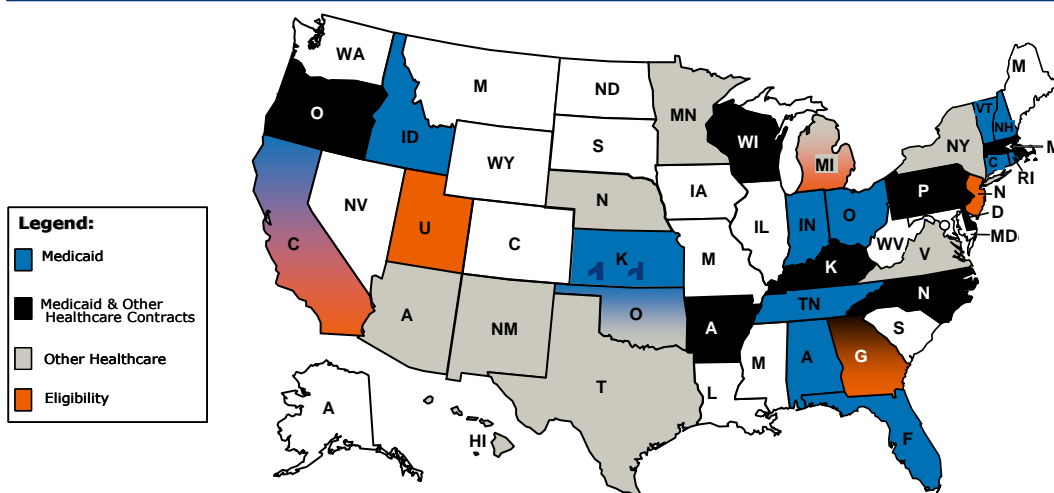 WA
M
ND
MN
M
VT
NH
O
ID
S
WI
MI
NY
M
C
RI
WY
IA
P
N
NV
N
D
IL
IN
O
WV
MD
Legend:
U
C
C
K
M
K
V
Medicaid
TN
N
Medicaid & Other
Healthcare Contracts
A
NM
O
A
S
Other Healthcare
M
A
G
Eligibility
T
L
A
HI
F